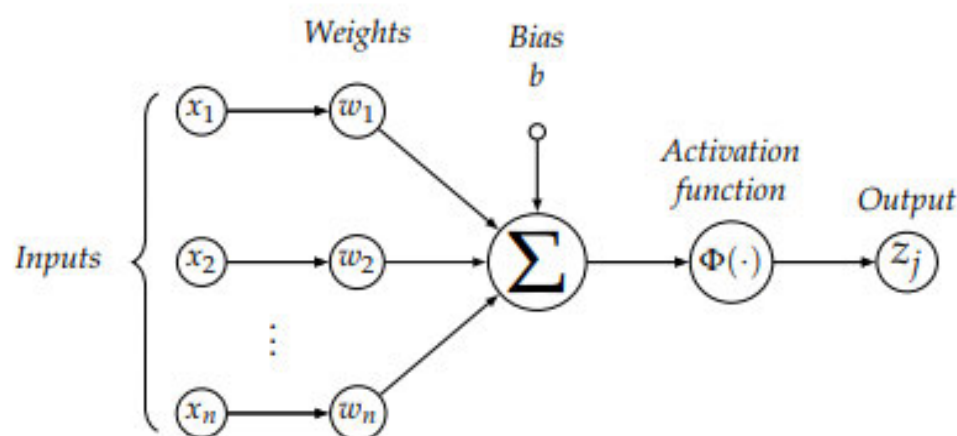 Weights
Bias
b
x₁
w₁
Activation
function
Output
Inputs
x₂
w₂
Σ
Φ(·)
zⱼ
⋮
xₙ
wₙ